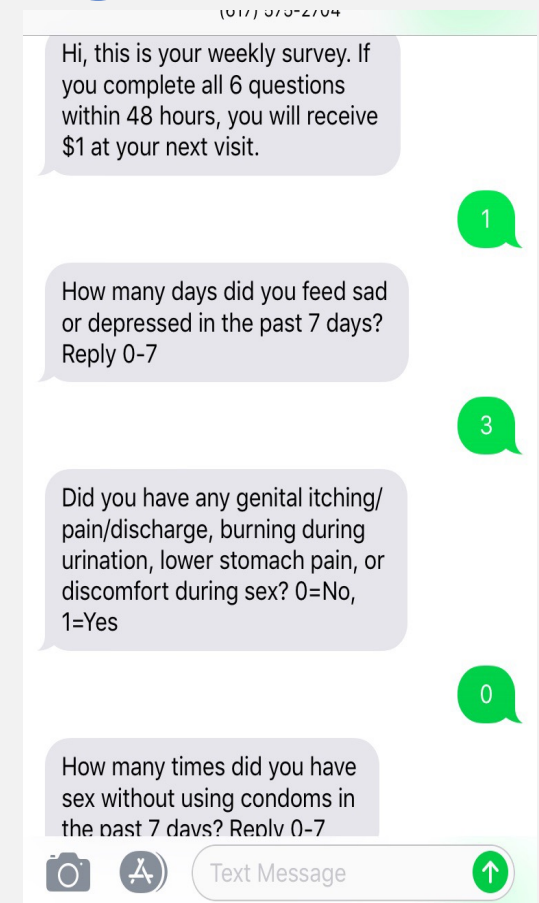 (617) 575-2704
Hi, this is your weekly survey. If
you complete all 6 questions
within 48 hours, you will receive
$1 at your next visit.
1
How many days did you feed sad
or depressed in the past 7 days?
Reply 0-7
3
Did you have any genital itching/
pain/discharge, burning during
urination, lower stomach pain, or
discomfort during sex? 0=No,
1=Yes
0
How many times did you have
sex without using condoms in
the past 7 days? Reply 0-7
Text Message